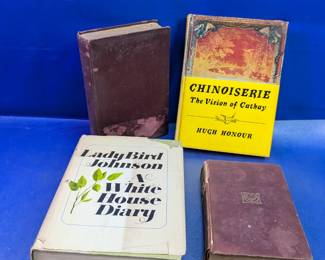 CHINOISERIE
The Vision of Cathay
HUGH HONOUR
Lady Bird
Johnson
A White
House
Diary